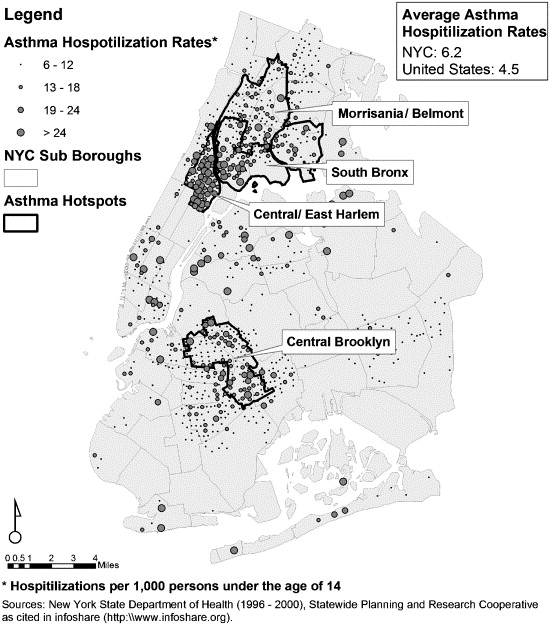 Legend
Asthma Hospotilization Rates*
6 - 12
13 - 18
19 - 24
> 24
NYC Sub Boroughs
Asthma Hotspots
Average Asthma
Hospitilization Rates
NYC: 6.2
United States: 4.5
Morrisania/ Belmont
South Bronx
Central/ East Harlem
Central Brooklyn
0 0.5 1 2 3 4
Miles
* Hospitilizations per 1,000 persons under the age of 14
Sources: New York State Department of Health (1996 - 2000), Statewide Planning and Research Cooperative
as cited in infoshare (http:\\www.infoshare.org).